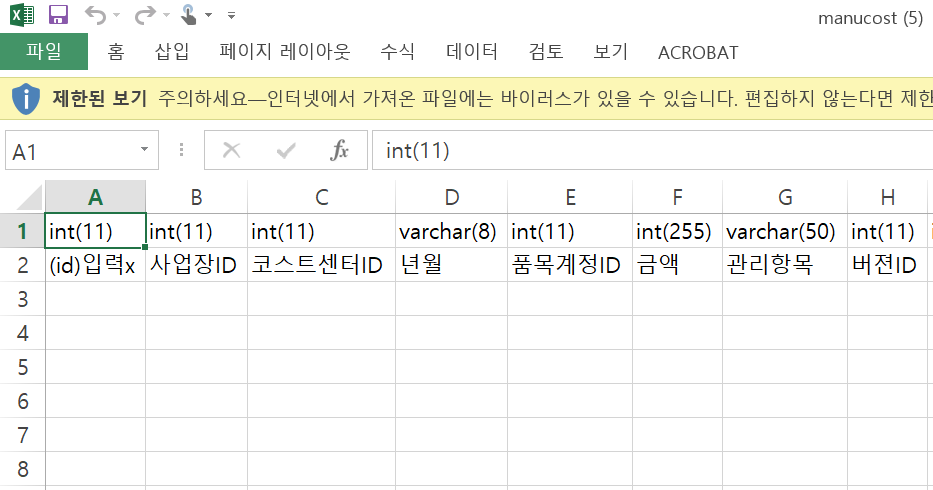 manucost (5)
파일 홈 삽입 페이지 레이아웃 수식 데이터 검토 보기 ACROBAT
제한된 보기 주의하세요—인터넷에서 가져온 파일에는 바이러스가 있을 수 있습니다. 편집하지 않는다면 제한
A1 fx int(11)
A B C D E F G H
1 int(11) int(11) int(11) varchar(8) int(11) int(255) varchar(50) int(11)
2 (id)입력x 사업장ID 코스트센터ID 년월 품목계정ID 금액 관리항목 버젼ID
3
4
5
6
7
8